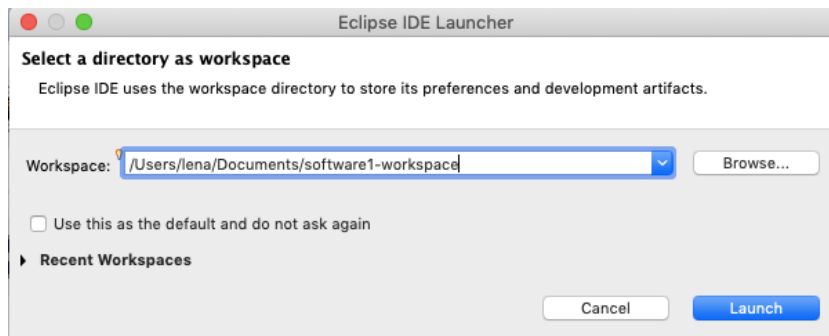 Eclipse IDE Launcher
Select a directory as workspace
Eclipse IDE uses the workspace directory to store its preferences and development artifacts.
Workspace: /Users/lena/Documents/software1-workspace Browse...
Use this as the default and do not ask again
Recent Workspaces
Cancel Launch